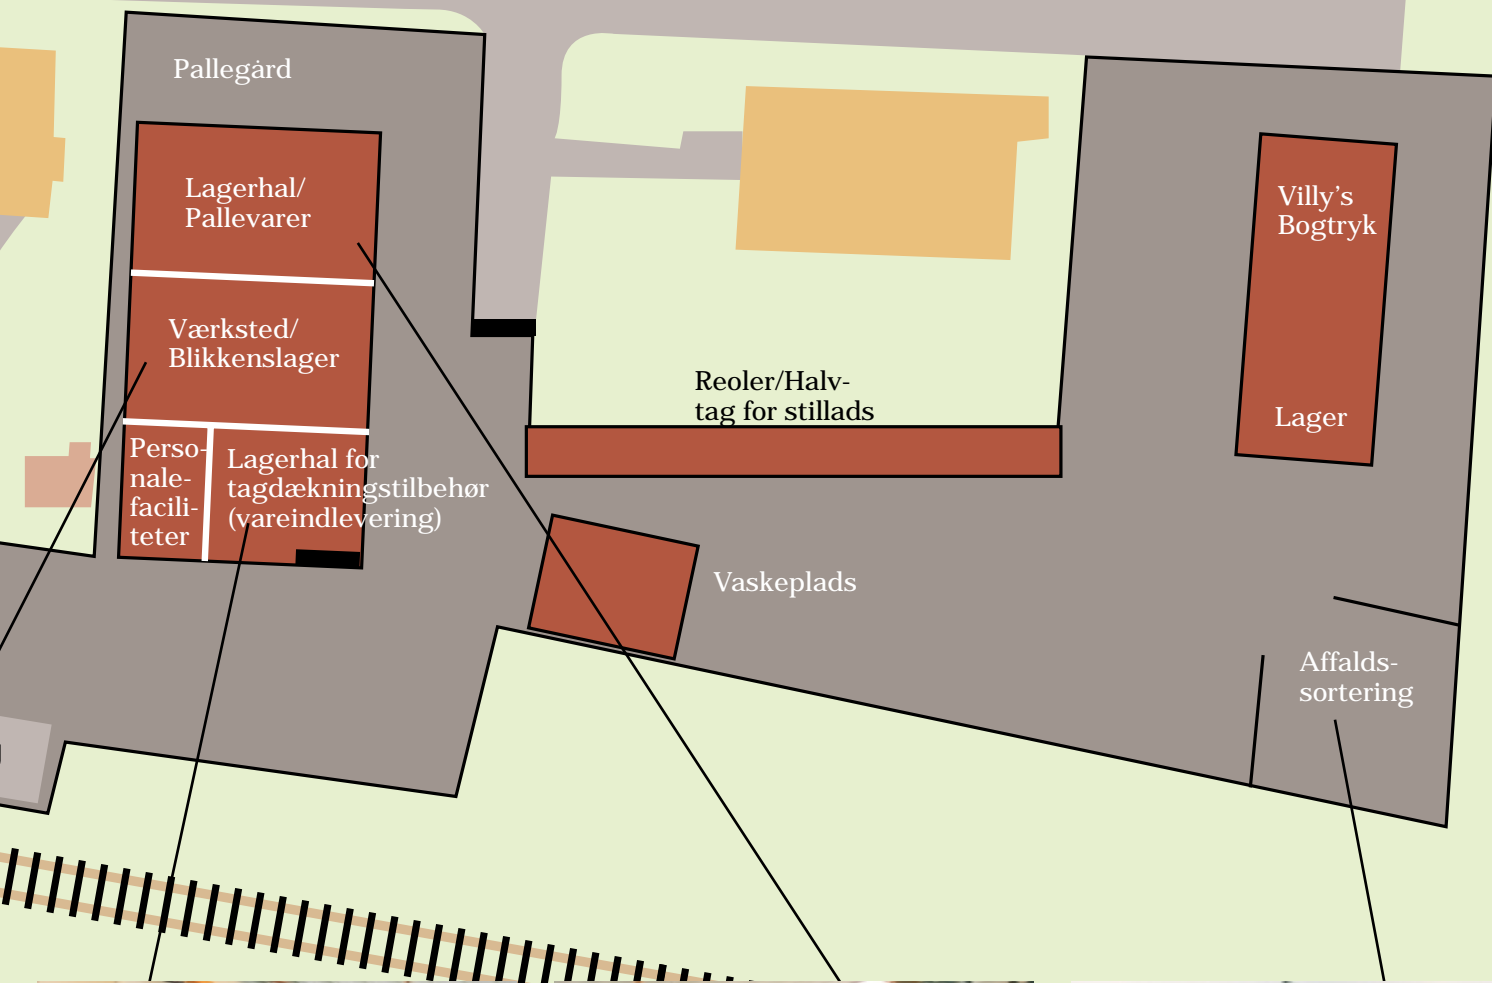 Pallegård
Lagerhal/
Pallevarer
Værksted/
Blikkenslager
Perso-
nale-
facili-
teter
Lagerhal for
tagdækningstilbehør
(vareindlevering)
Reoler/Halv-
tag for stillads
Vaskeplads
Villy’s
Bogtryk
Lager
Affalds-
sortering